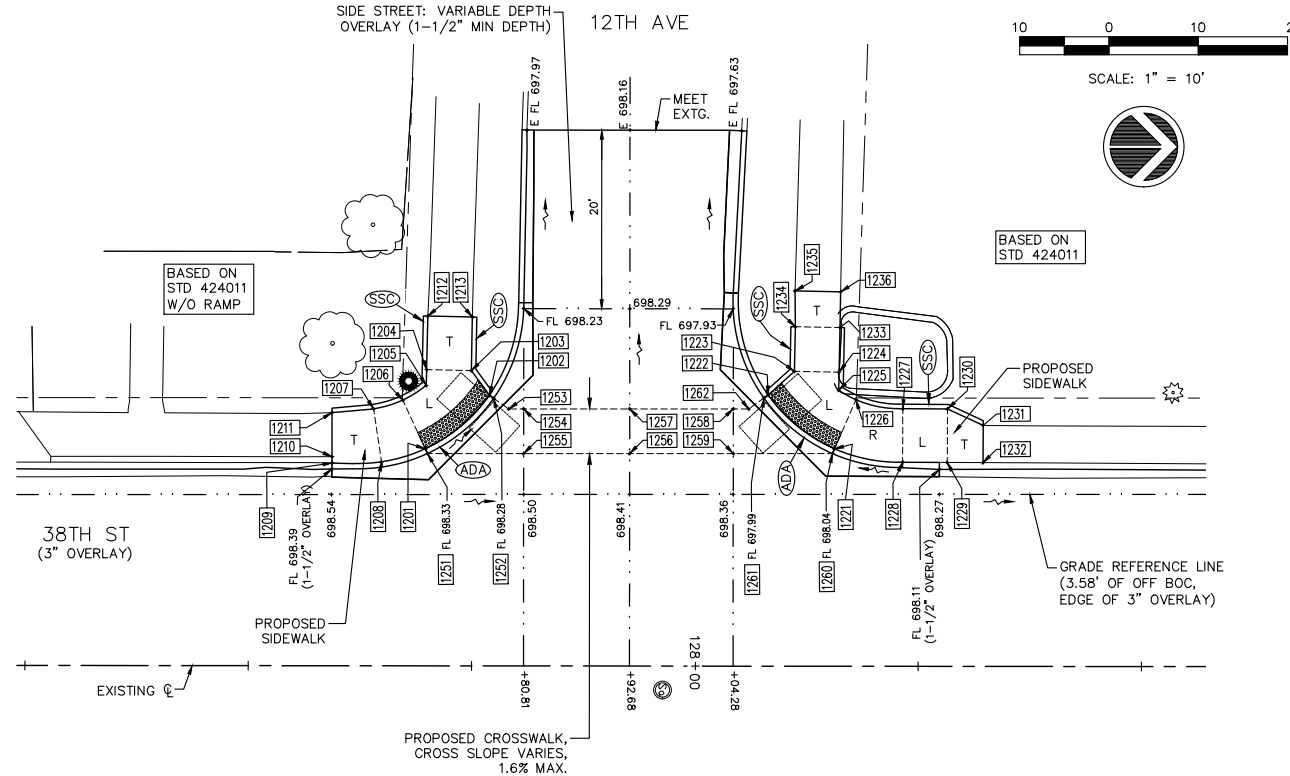 SIDE STREET: VARIABLE DEPTH
OVERLAY (1-1/2" MIN DEPTH)
12TH AVE
10 0 10 2
SCALE: 1" = 10'
E FL 697.97
E 698.16
E FL 697.63
MEET
EXTG.
20'
BASED ON
STD 424011
W/O RAMP
BASED ON
STD 424011
SSC
1212
1213
SSC
1204
1205
1206
1207
1203
1202
T
L
698.29
FL 698.23
FL 697.93
1235
1236
1234
SSC
T
1233
1223
1224
1222
1225
1227
SSC
1230
PROPOSED
SIDEWALK
1211
1210
T
1253
1254
1255
1257
1256
1262
1258
1259
L
1226
R
L
T
1231
1232
ADA
ADA
1209
698.54
FL 698.39
(1-1/2" OVERLAY)
1208
1201
1251
FL 698.33
1252
FL 698.28
698.50
698.41
698.36
1261
FL 697.99
1260
FL 698.04
1221
1228
FL 698.11
(1-1/2" OVERLAY)
698.27
1229
38TH ST
(3" OVERLAY)
GRADE REFERENCE LINE
(3.58' OF OFF BOC,
EDGE OF 3" OVERLAY)
PROPOSED
SIDEWALK
EXISTING ℄
+80.81
+92.68
Sa
128+00
+04.28
PROPOSED CROSSWALK,
CROSS SLOPE VARIES,
1.6% MAX.